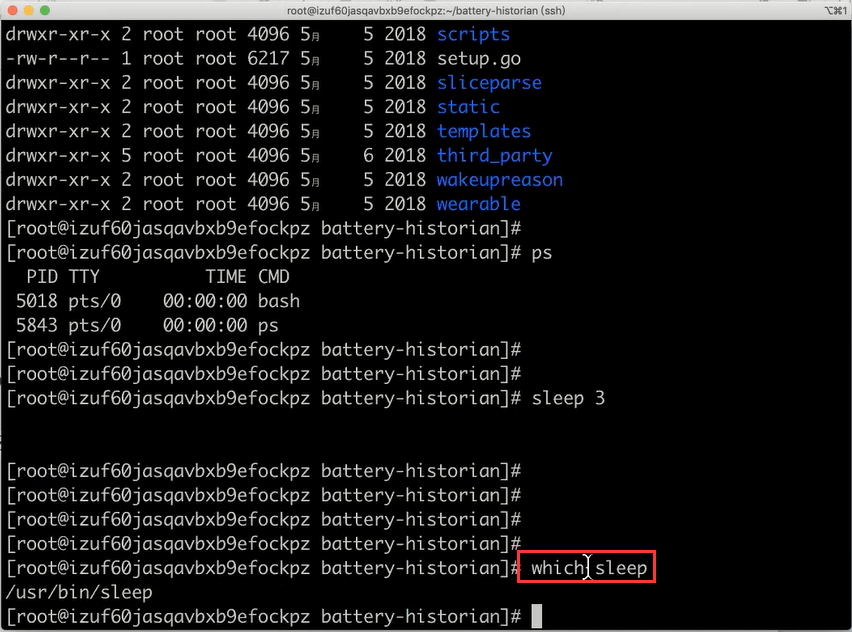 root@izuf60jasqavbxb9efockpz:~/battery-historian (ssh) ⌥⌘1
drwxr-xr-x 2 root root 4096 5月 5 2018 scripts
-rw-r--r-- 1 root root 6217 5月 5 2018 setup.go
drwxr-xr-x 2 root root 4096 5月 5 2018 sliceparse
drwxr-xr-x 2 root root 4096 5月 5 2018 static
drwxr-xr-x 2 root root 4096 5月 5 2018 templates
drwxr-xr-x 5 root root 4096 5月 6 2018 third_party
drwxr-xr-x 2 root root 4096 5月 5 2018 wakeupreason
drwxr-xr-x 2 root root 4096 5月 5 2018 wearable
[root@izuf60jasqavbxb9efockpz battery-historian]#
[root@izuf60jasqavbxb9efockpz battery-historian]# ps
PID TTY TIME CMD
5018 pts/0 00:00:00 bash
5843 pts/0 00:00:00 ps
[root@izuf60jasqavbxb9efockpz battery-historian]#
[root@izuf60jasqavbxb9efockpz battery-historian]#
[root@izuf60jasqavbxb9efockpz battery-historian]# sleep 3
[root@izuf60jasqavbxb9efockpz battery-historian]#
[root@izuf60jasqavbxb9efockpz battery-historian]#
[root@izuf60jasqavbxb9efockpz battery-historian]#
[root@izuf60jasqavbxb9efockpz battery-historian]#
[root@izuf60jasqavbxb9efockpz battery-historian]# which sleep
/usr/bin/sleep
[root@izuf60jasqavbxb9efockpz battery-historian]#